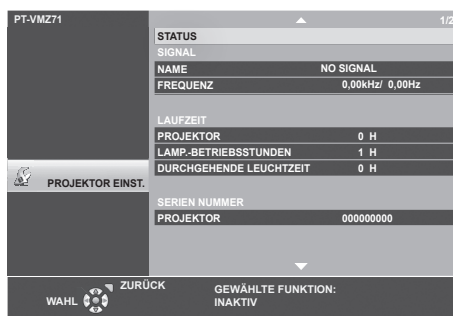 PT-VMZ71
1/2
STATUS
SIGNAL
NAME NO SIGNAL
FREQUENZ 0,00kHz/ 0,00Hz
LAUFZEIT
PROJEKTOR 0 H
LAMP.-BETRIEBSSTUNDEN 1 H
DURCHGEHENDE LEUCHTZEIT 0 H
PROJEKTOR EINST.
SERIEN NUMMER
PROJEKTOR 000000000
ZURÜCK
WAHL
GEWÄHLTE FUNKTION:
INAKTIV